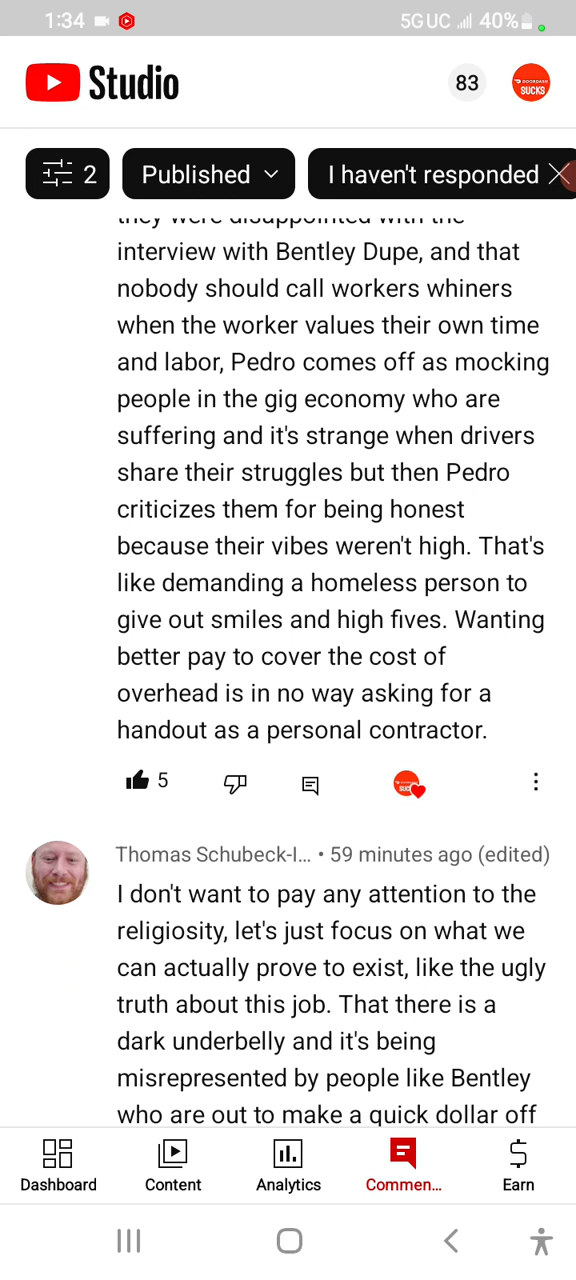 1:34 5G UC 40%
Studio 83 DOORDASH SUCKS
2 Published I haven't responded
they were disappointed with the
interview with Bentley Dupe, and that
nobody should call workers whiners
when the worker values their own time
and labor, Pedro comes off as mocking
people in the gig economy who are
suffering and it's strange when drivers
share their struggles but then Pedro
criticizes them for being honest
because their vibes weren't high. That's
like demanding a homeless person to
give out smiles and high fives. Wanting
better pay to cover the cost of
overhead is in no way asking for a
handout as a personal contractor.
5
Thomas Schubeck-I... • 59 minutes ago (edited)
I don't want to pay any attention to the
religiosity, let's just focus on what we
can actually prove to exist, like the ugly
truth about this job. That there is a
dark underbelly and it's being
misrepresented by people like Bentley
who are out to make a quick dollar off
Dashboard Content Analytics Commen... Earn